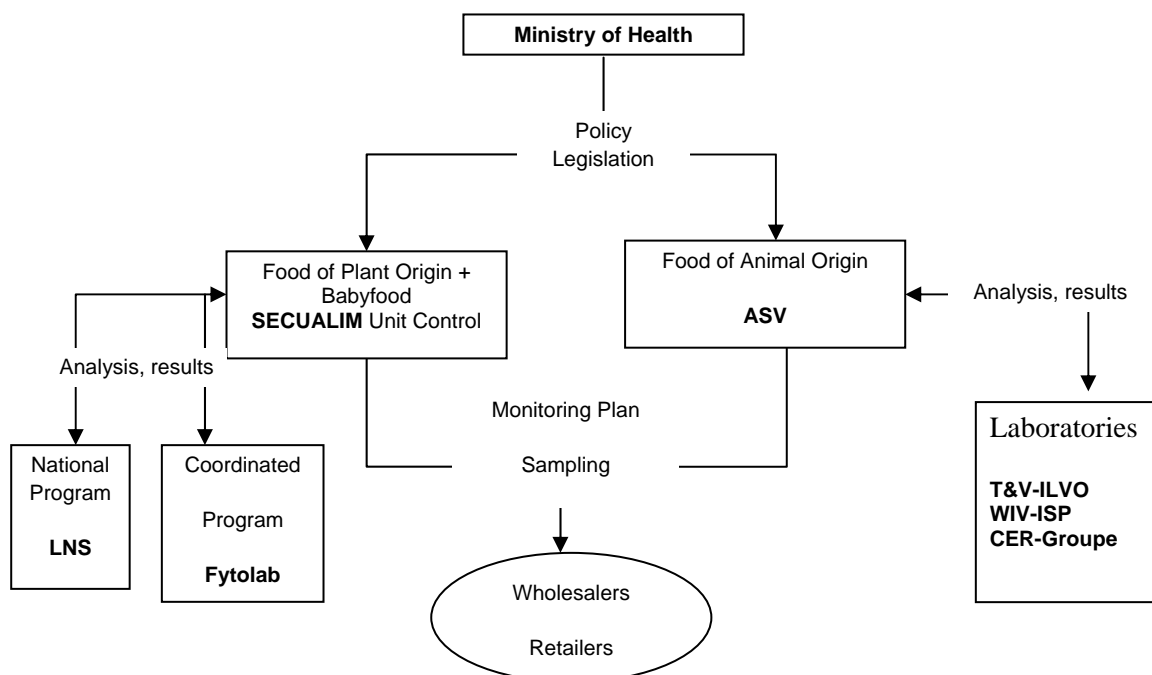 Ministry of Health
Policy
Legislation
Food of Plant Origin +
Babyfood
SECUALIM Unit Control
Food of Animal Origin
ASV
Analysis, results
Analysis, results
Monitoring Plan
Sampling
National
Program
LNS
Coordinated
Program
Fytolab
Laboratories
T&V-ILVO
WIV-ISP
CER-Groupe
Wholesalers
Retailers